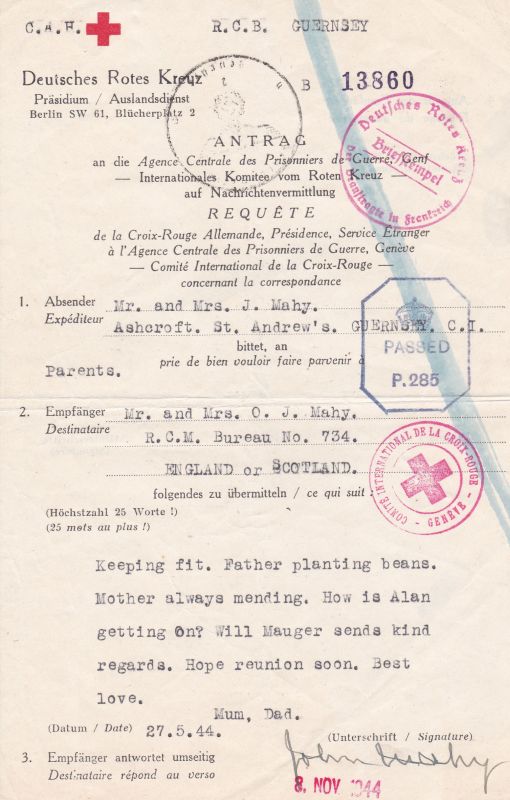 C.A.H. R.C.B. GUERNSEY
Deutsches Rotes Kreuz
Präsidium / Auslandsdienst
Berlin SW 61, Blücherplatz 2
B 13860
Deutsches Rotes Kreuz
Briefstempel
Der Beauftragte in Frankreich
ANTRAG
an die Agence Centrale des Prisonniers de Guerre, Genf
— Internationales Komitee vom Roten Kreuz —
auf Nachrichtenvermittlung
REQUÊTE
de la Croix-Rouge Allemande, Présidence, Service Etranger
à l'Agence Centrale des Prisonniers de Guerre, Genève
— Comité International de la Croix-Rouge —
concernant la correspondance
1. Absender Mr. and Mrs. J. Mahy.
Expéditeur Ashcroft. St. Andrew's. GUERNSEY. C.I.
bittet, an
prie de bien vouloir faire parvenir à
Parents.
PASSED
P.285
2. Empfänger Mr. and Mrs. O. J. Mahy.
Destinataire R.C.M. Bureau No. 734.
ENGLAND or SCOTLAND.
folgendes zu übermitteln / ce qui suit :
(Höchstzahl 25 Worte !)
(25 mots au plus !)
COMITÉ INTERNATIONAL DE LA CROIX-ROUGE
- GENÈVE -
Keeping fit. Father planting beans.
Mother always mending. How is Alan
getting On? Will Mauger sends kind
regards. Hope reunion soon. Best
love.
Mum, Dad.
(Datum / Date) 27.5.44.
(Unterschrift / Signature)
John Mahy
3. Empfänger antwortet umseitig
Destinataire répond au verso
8. NOV 1944